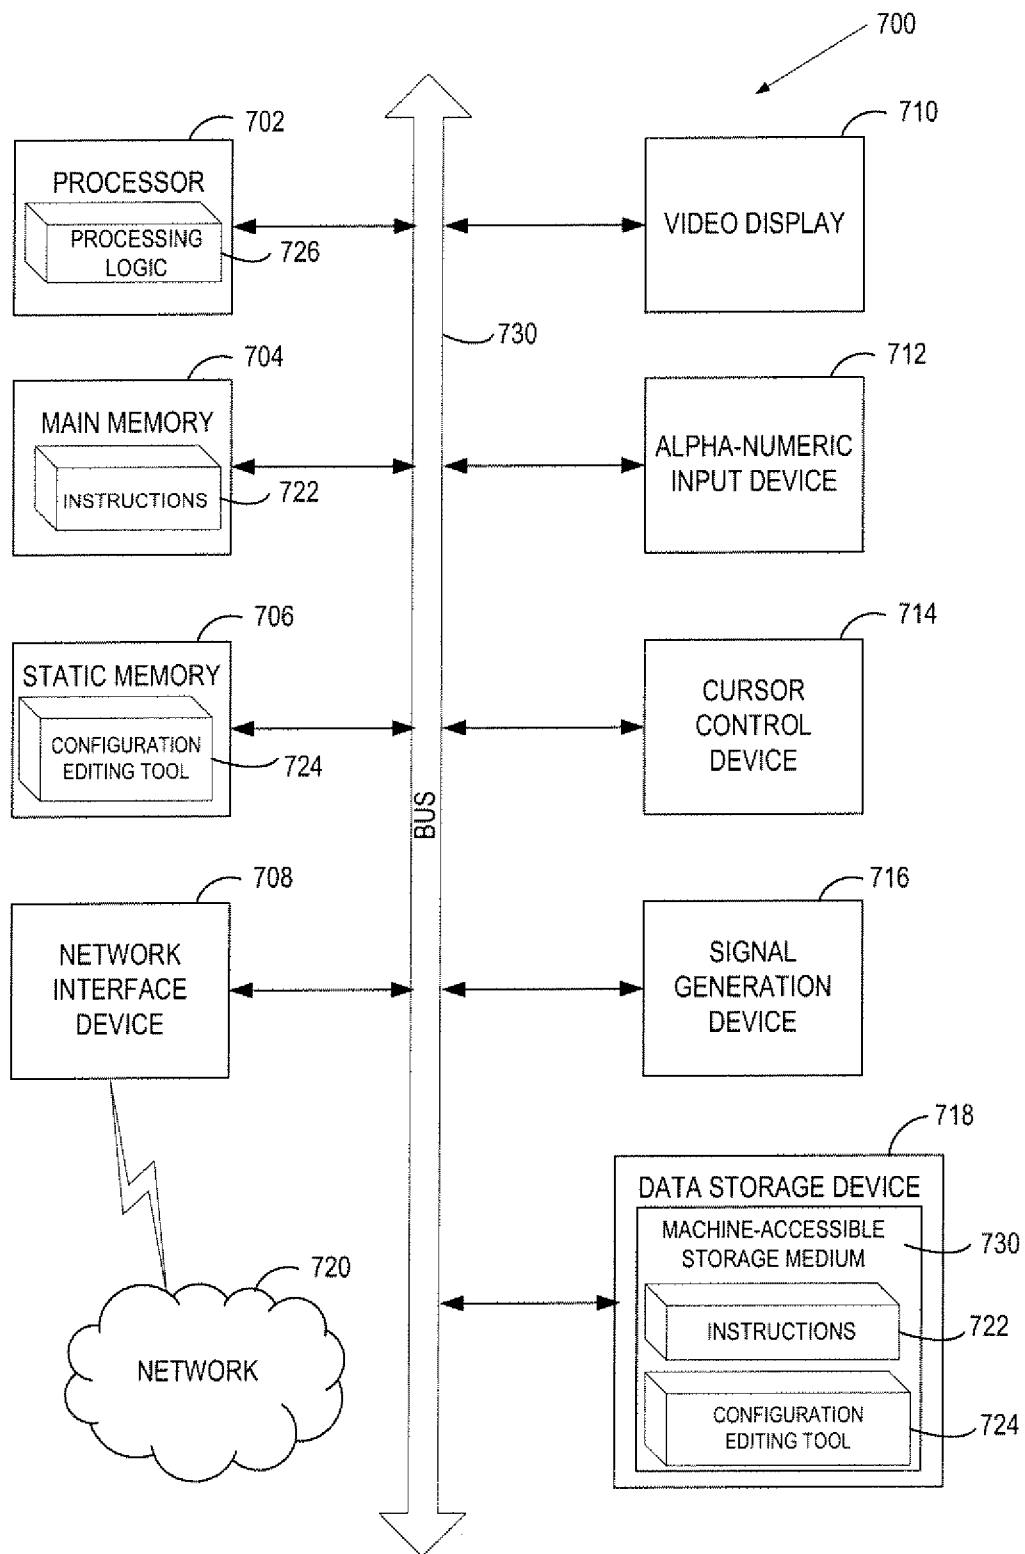 700
702
PROCESSOR
PROCESSING
LOGIC
726
710
VIDEO DISPLAY
730
704
MAIN MEMORY
INSTRUCTIONS
722
712
ALPHA-NUMERIC
INPUT DEVICE
706
STATIC MEMORY
CONFIGURATION
EDITING TOOL
724
714
CURSOR
CONTROL
DEVICE
BUS
708
NETWORK
INTERFACE
DEVICE
716
SIGNAL
GENERATION
DEVICE
720
NETWORK
718
DATA STORAGE DEVICE
MACHINE-ACCESSIBLE
STORAGE MEDIUM
730
INSTRUCTIONS
722
CONFIGURATION
EDITING TOOL
724